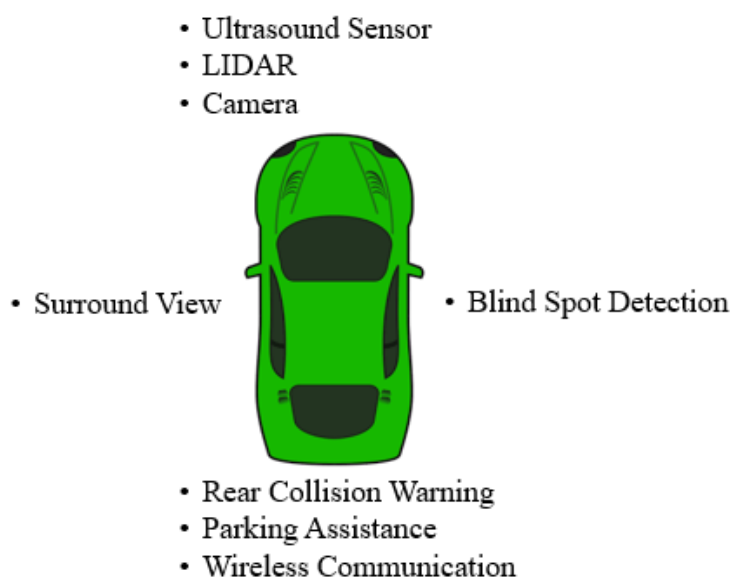 • Ultrasound Sensor
• LIDAR
• Camera
• Surround View
• Blind Spot Detection
• Rear Collision Warning
• Parking Assistance
• Wireless Communication